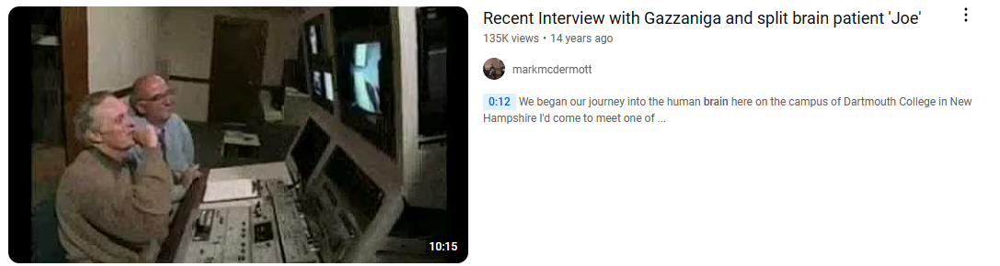 Recent Interview with Gazzaniga and split brain patient 'Joe'
135K views • 14 years ago
markmcdermott
0:12 We began our journey into the human brain here on the campus of Dartmouth College in New
Hampshire I'd come to meet one of ...
10:15